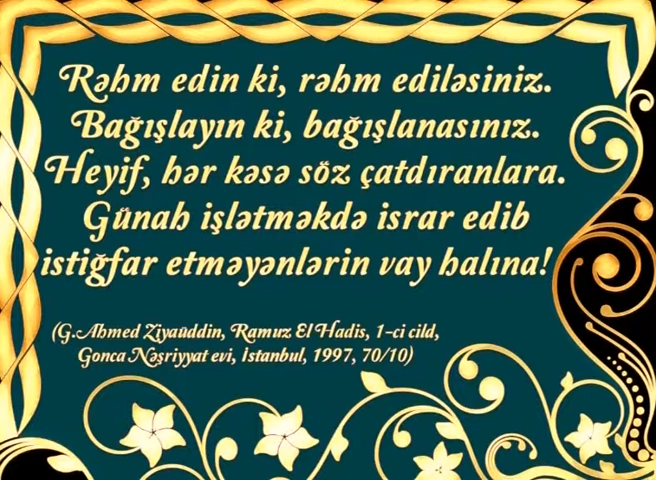 Rəhm edin ki, rəhm ediləsiniz.
Bağışlayın ki, bağışlanasınız.
Heyif, hər kəsə söz çatdıranlara.
Günah işlətməkdə israr edib
istiğfar etməyənlərin vay halına!
(G.Ahmed Ziyaüddin, Ramuz El Hadis, 1-ci cild,
Gonca Nəşriyyat evi, İstanbul, 1997, 70/10)